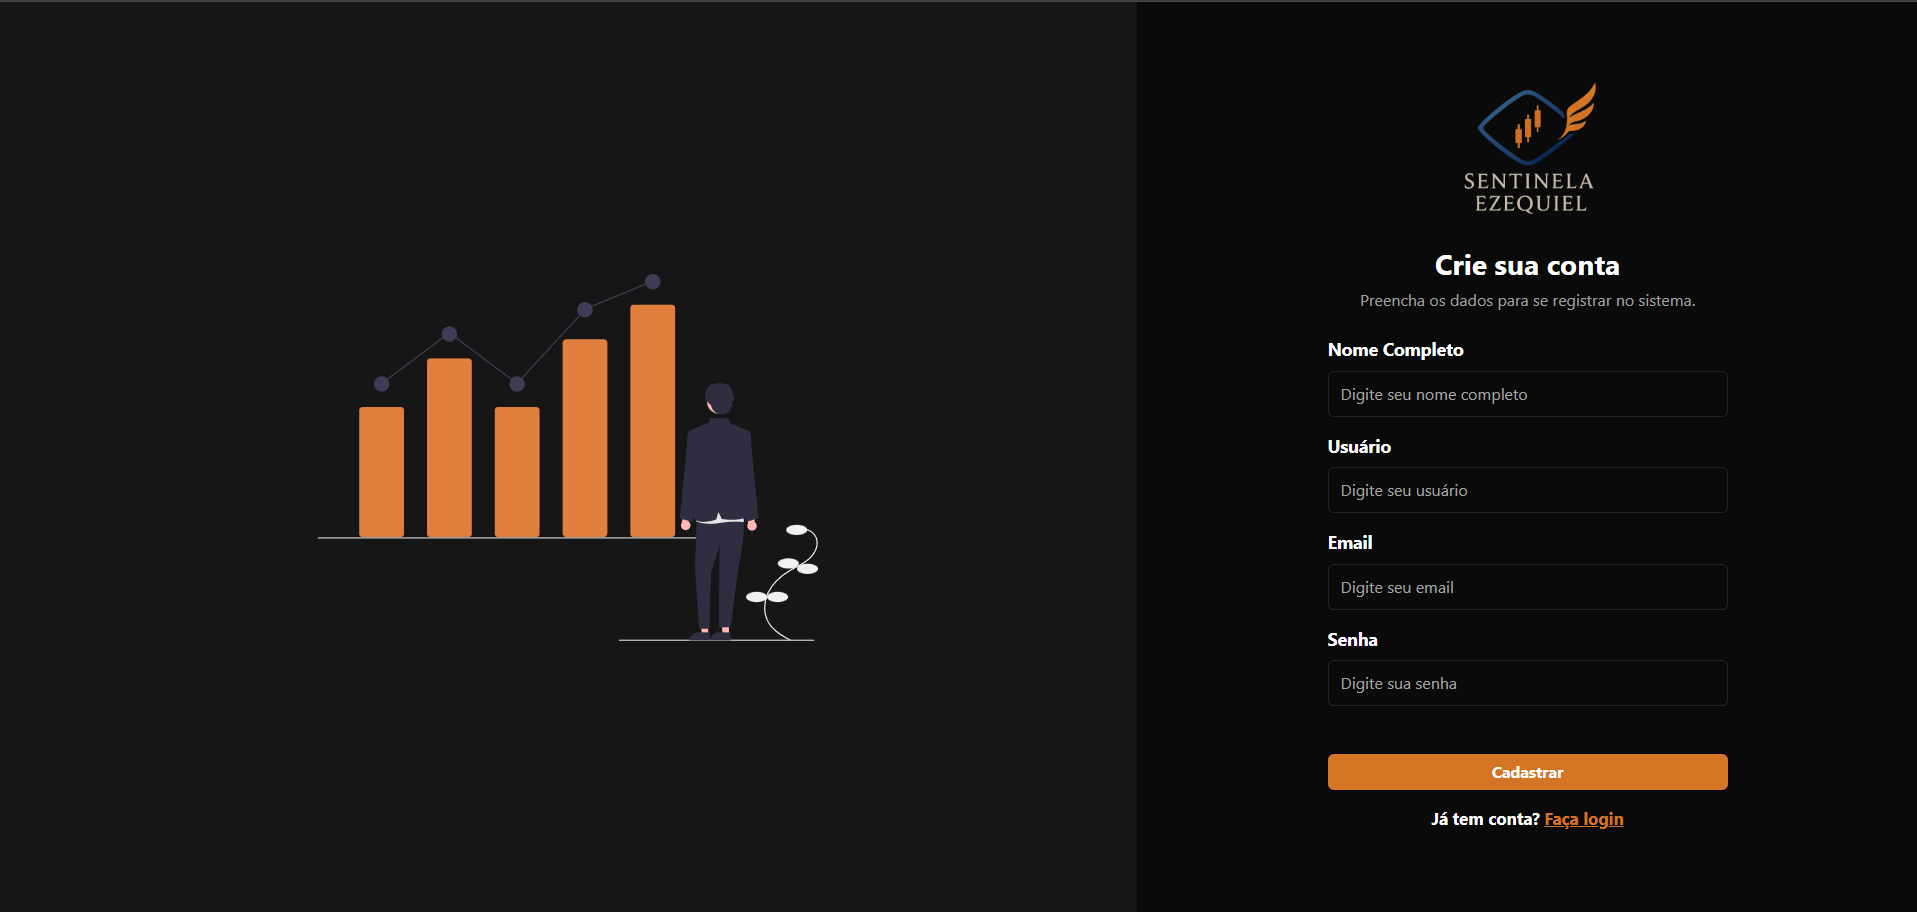 SENTINELA
EZEQUIEL
Crie sua conta
Preencha os dados para se registrar no sistema.
Nome Completo
Digite seu nome completo
Usuário
Digite seu usuário
Email
Digite seu email
Senha
Digite sua senha
Cadastrar
Já tem conta? Faça login